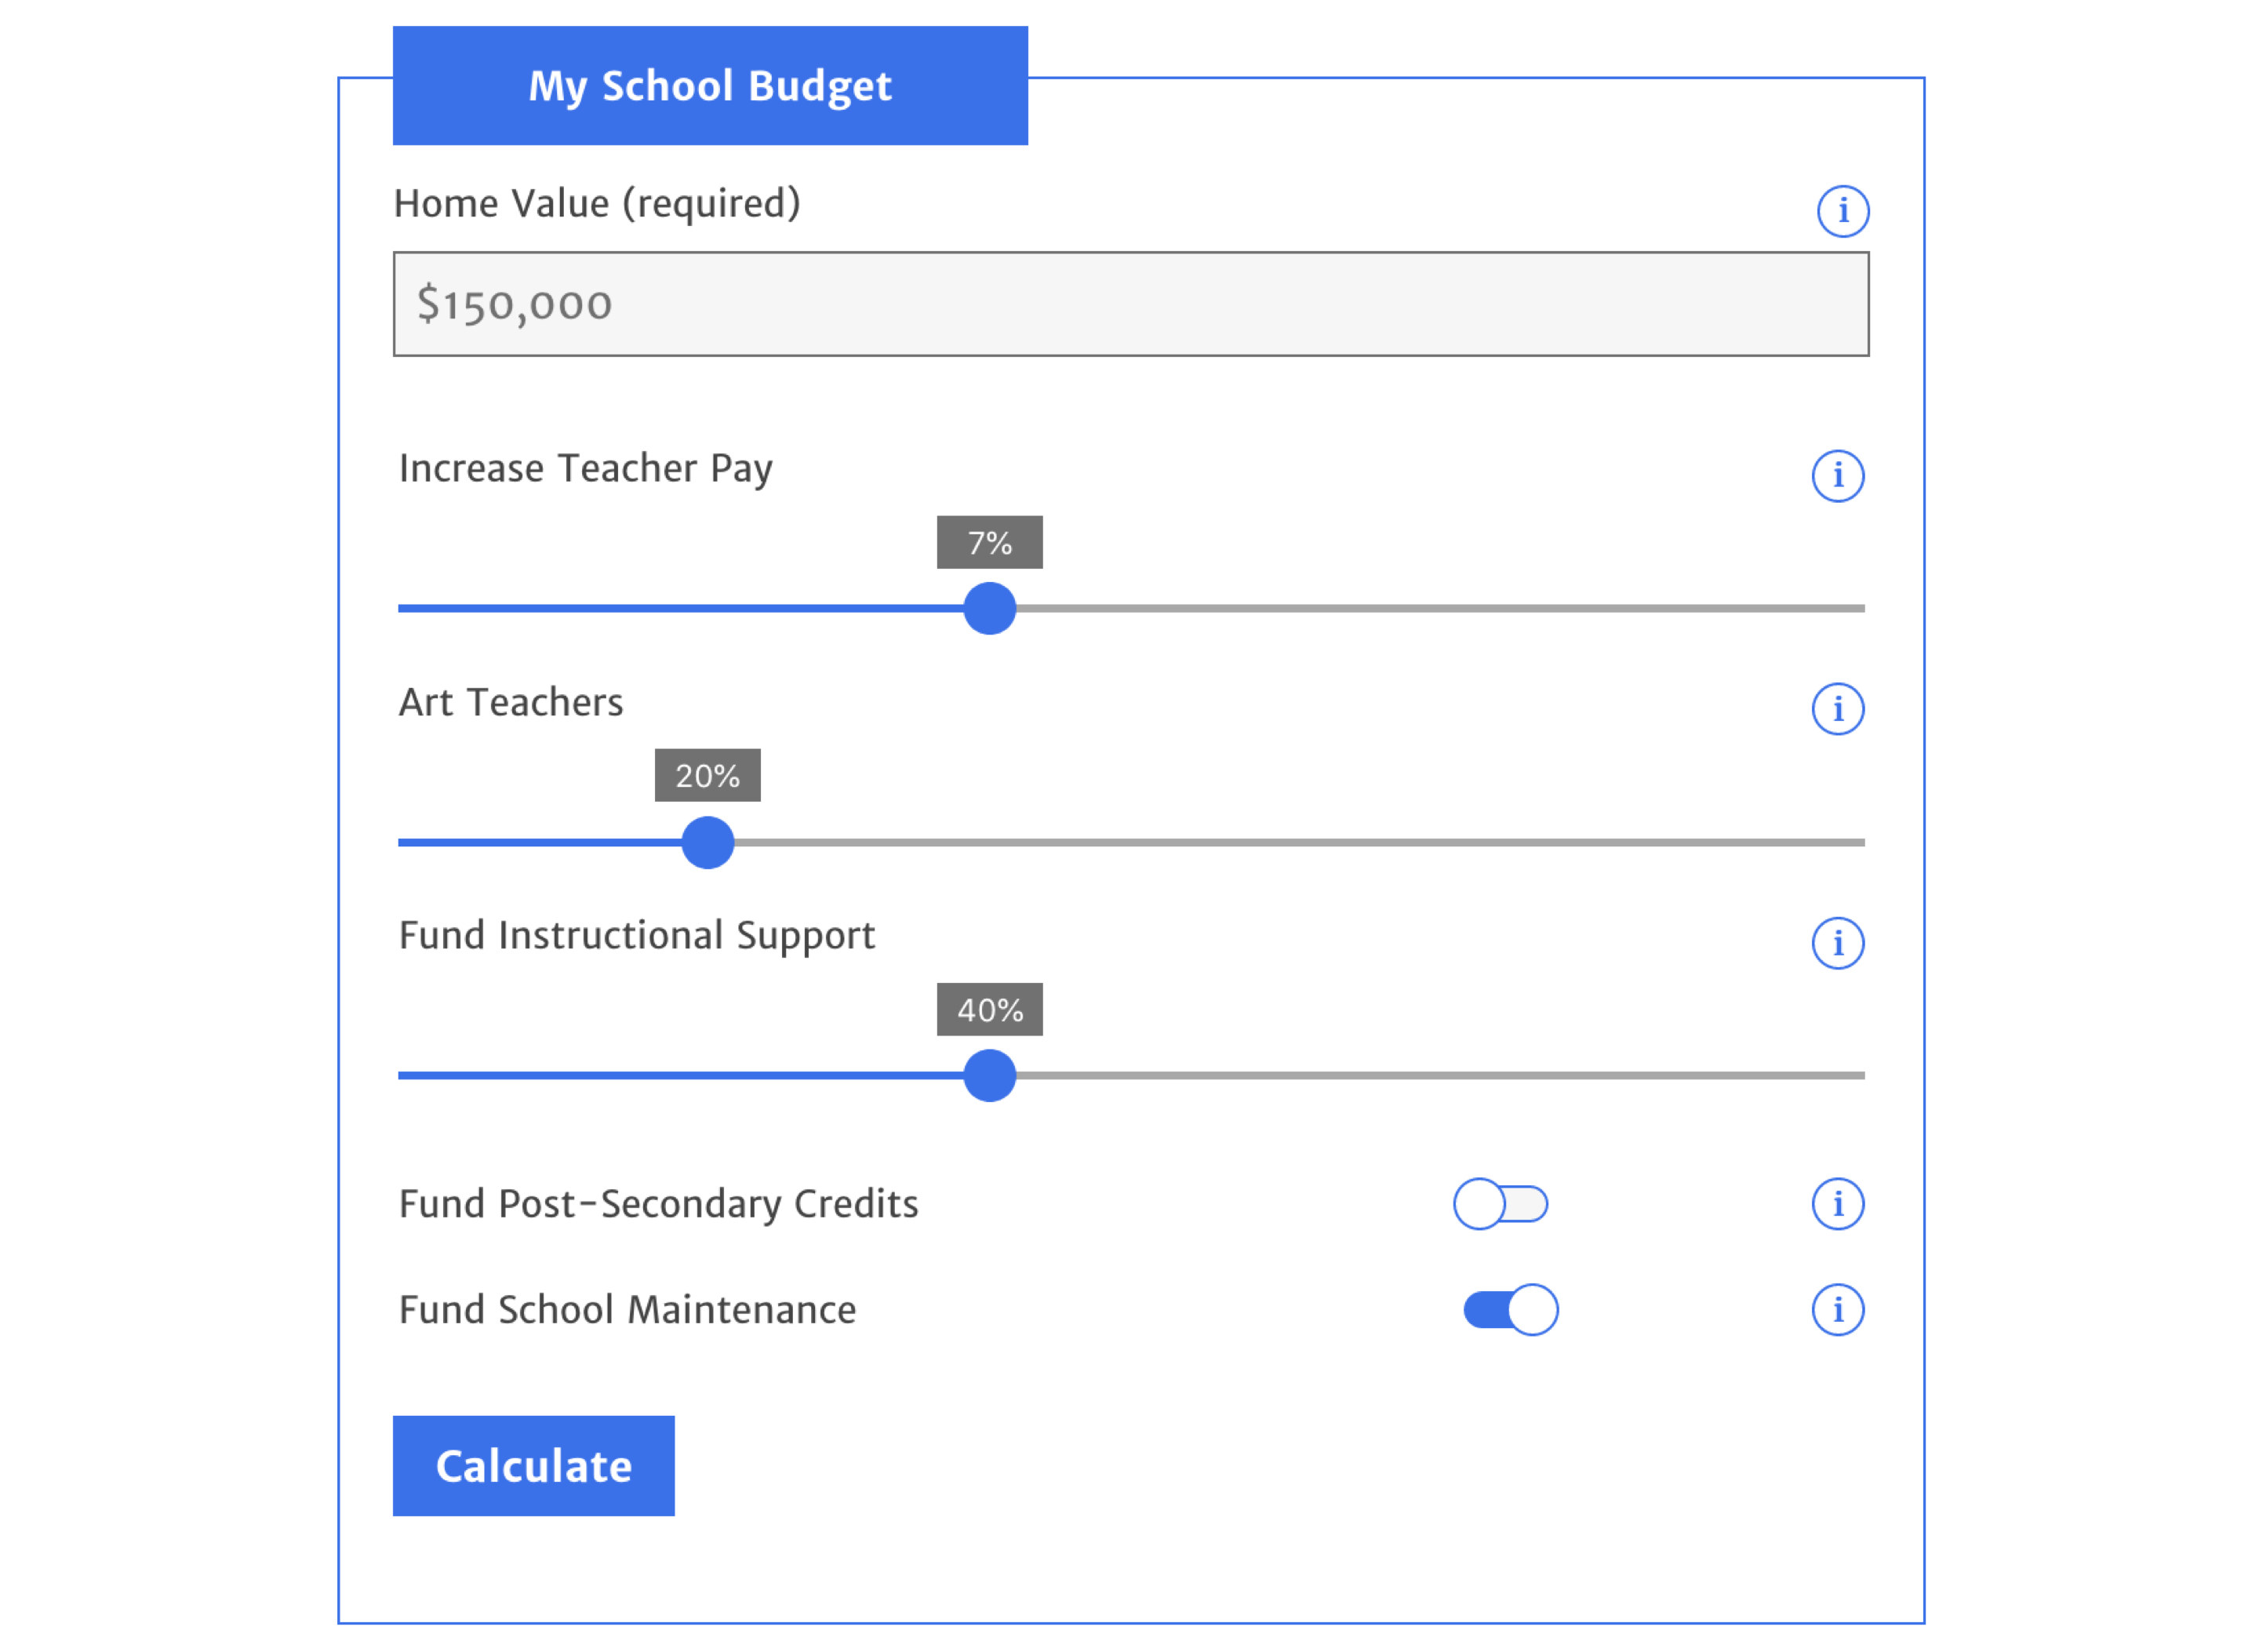 My School Budget
Home Value (required)
i
$150,000
Increase Teacher Pay
i
7%
Art Teachers
i
20%
Fund Instructional Support
i
40%
Fund Post-Secondary Credits
i
Fund School Maintenance
i
Calculate